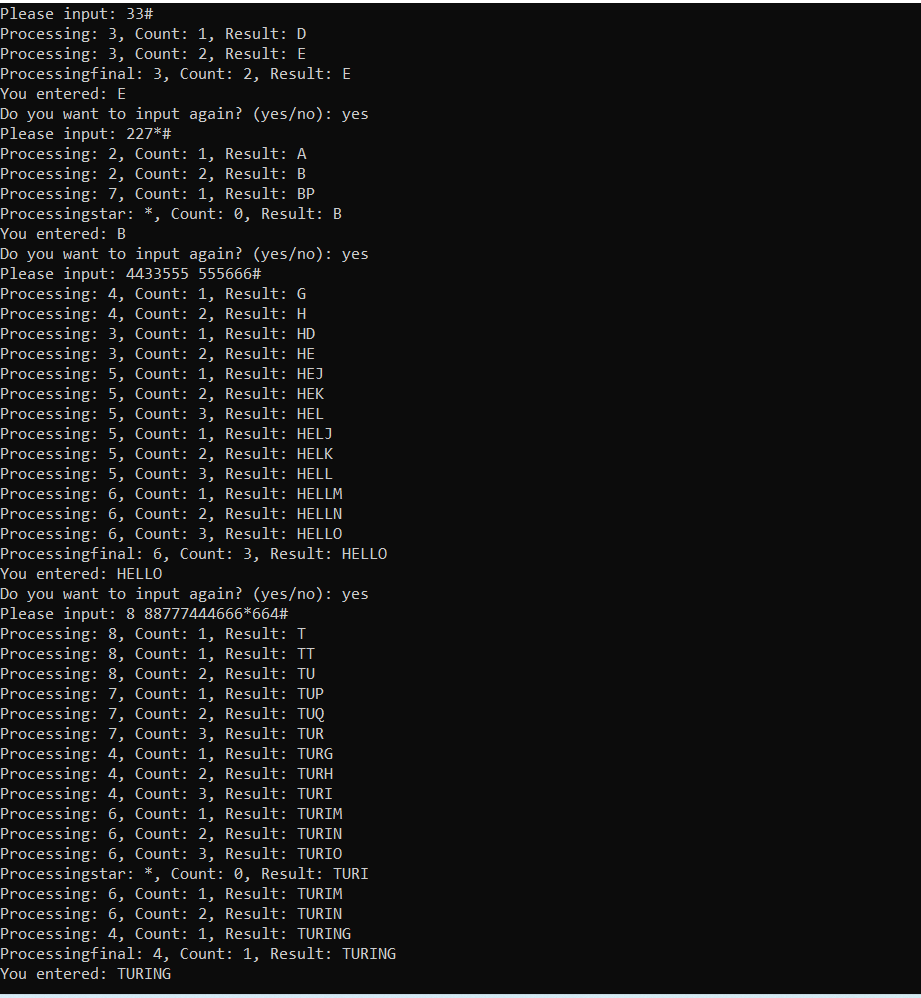 Please input: 33#
Processing: 3, Count: 1, Result: D
Processing: 3, Count: 2, Result: E
Processingfinal: 3, Count: 2, Result: E
You entered: E
Do you want to input again? (yes/no): yes
Please input: 227*#
Processing: 2, Count: 1, Result: A
Processing: 2, Count: 2, Result: B
Processing: 7, Count: 1, Result: BP
Processingstar: *, Count: 0, Result: B
You entered: B
Do you want to input again? (yes/no): yes
Please input: 4433555 555666#
Processing: 4, Count: 1, Result: G
Processing: 4, Count: 2, Result: H
Processing: 3, Count: 1, Result: HD
Processing: 3, Count: 2, Result: HE
Processing: 5, Count: 1, Result: HEJ
Processing: 5, Count: 2, Result: HEK
Processing: 5, Count: 3, Result: HEL
Processing: 5, Count: 1, Result: HELJ
Processing: 5, Count: 2, Result: HELK
Processing: 5, Count: 3, Result: HELL
Processing: 6, Count: 1, Result: HELLM
Processing: 6, Count: 2, Result: HELLN
Processing: 6, Count: 3, Result: HELLO
Processingfinal: 6, Count: 3, Result: HELLO
You entered: HELLO
Do you want to input again? (yes/no): yes
Please input: 8 88777444666*664#
Processing: 8, Count: 1, Result: T
Processing: 8, Count: 1, Result: TT
Processing: 8, Count: 2, Result: TU
Processing: 7, Count: 1, Result: TUP
Processing: 7, Count: 2, Result: TUQ
Processing: 7, Count: 3, Result: TUR
Processing: 4, Count: 1, Result: TURG
Processing: 4, Count: 2, Result: TURH
Processing: 4, Count: 3, Result: TURI
Processing: 6, Count: 1, Result: TURIM
Processing: 6, Count: 2, Result: TURIN
Processing: 6, Count: 3, Result: TURIO
Processingstar: *, Count: 0, Result: TURI
Processing: 6, Count: 1, Result: TURIM
Processing: 6, Count: 2, Result: TURIN
Processing: 4, Count: 1, Result: TURING
Processingfinal: 4, Count: 1, Result: TURING
You entered: TURING